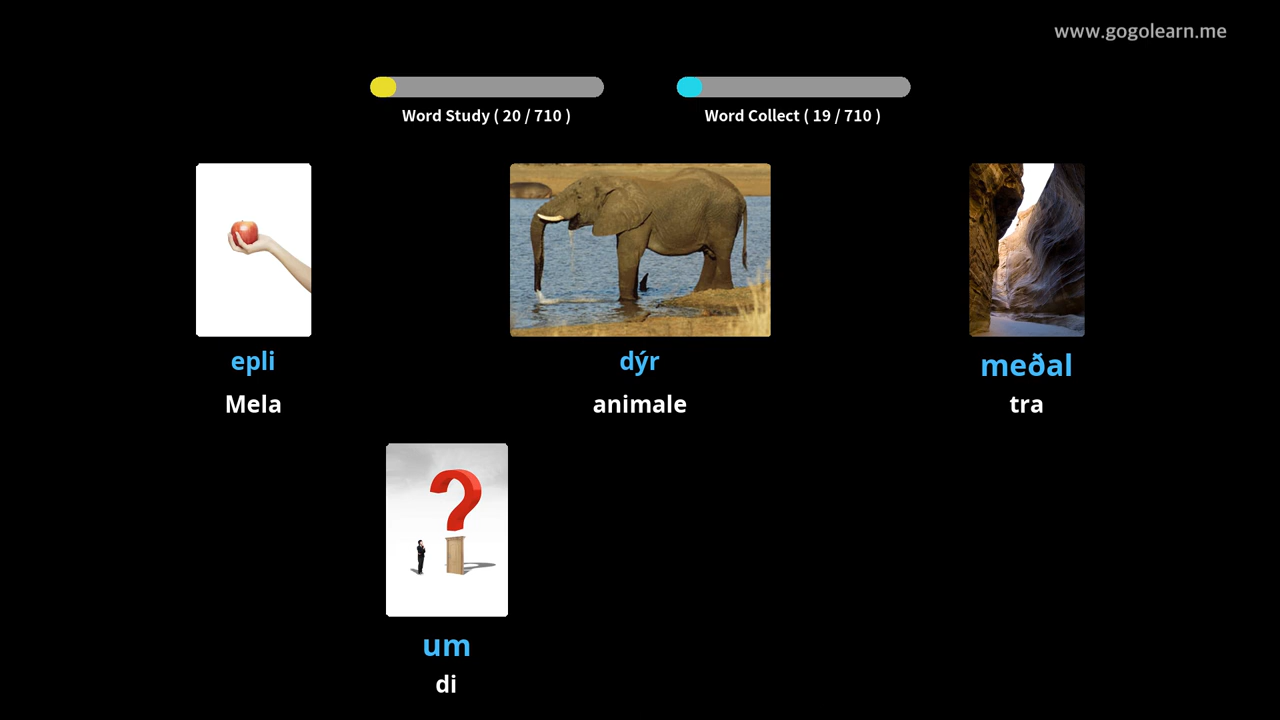 www.gogolearn.me
Word Study ( 20 / 710 )
Word Collect ( 19 / 710 )
epli
Mela
dýr
animale
meðal
tra
um
di